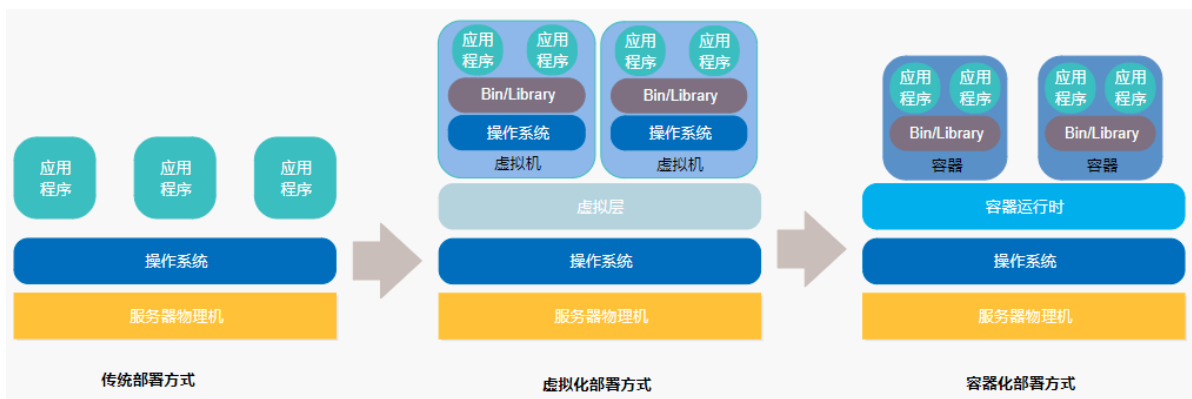 应用
程序
应用
程序
应用
程序
操作系统
服务器物理机
传统部署方式
应用
程序
应用
程序
Bin/Library
操作系统
虚拟机
应用
程序
应用
程序
Bin/Library
操作系统
虚拟机
虚拟层
操作系统
服务器物理机
虚拟化部署方式
应用
程序
应用
程序
Bin/Library
容器
应用
程序
应用
程序
Bin/Library
容器
容器运行时
操作系统
服务器物理机
容器化部署方式